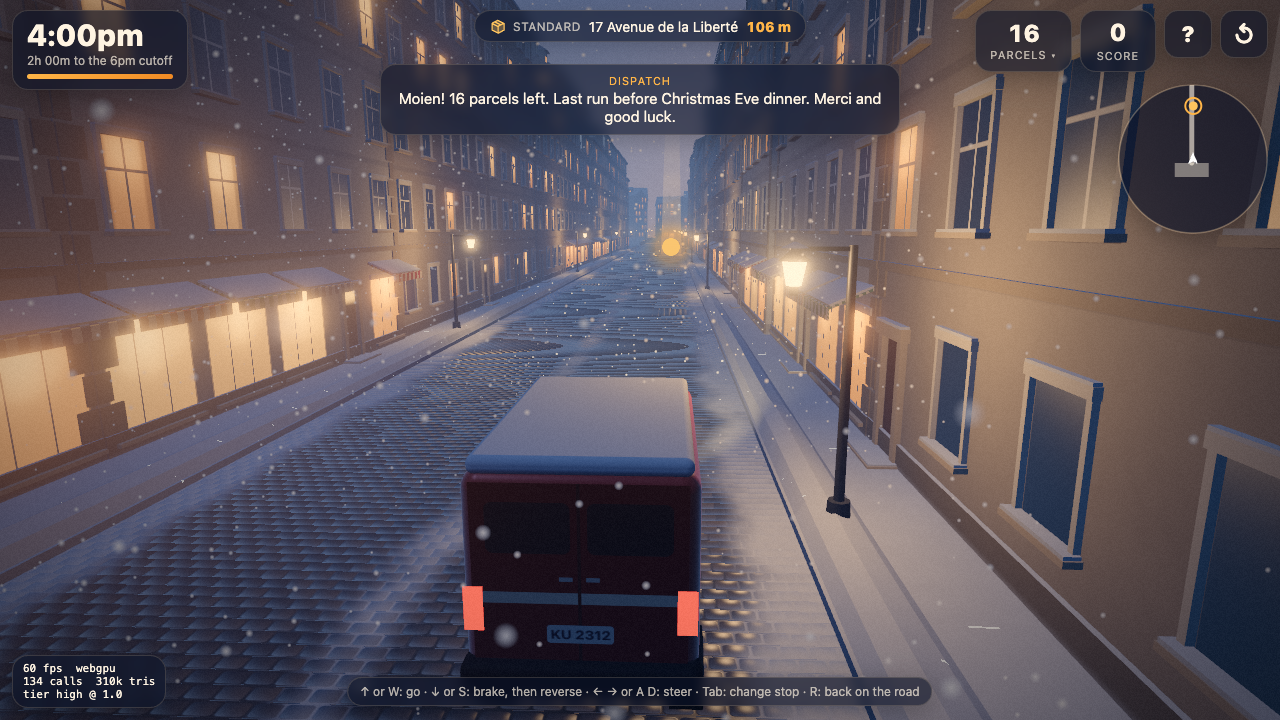 4:00pm
2h 00m to the 6pm cutoff
STANDARD 17 Avenue de la Liberté 106 m
16
PARCELS ▾
0
SCORE
?
DISPATCH
Moien! 16 parcels left. Last run before Christmas Eve dinner. Merci and
good luck.
KU 2312
60 fps webgpu
134 calls 310k tris
tier high @ 1.0
↑ or W: go · ↓ or S: brake, then reverse · ← → or A D: steer · Tab: change stop · R: back on the road